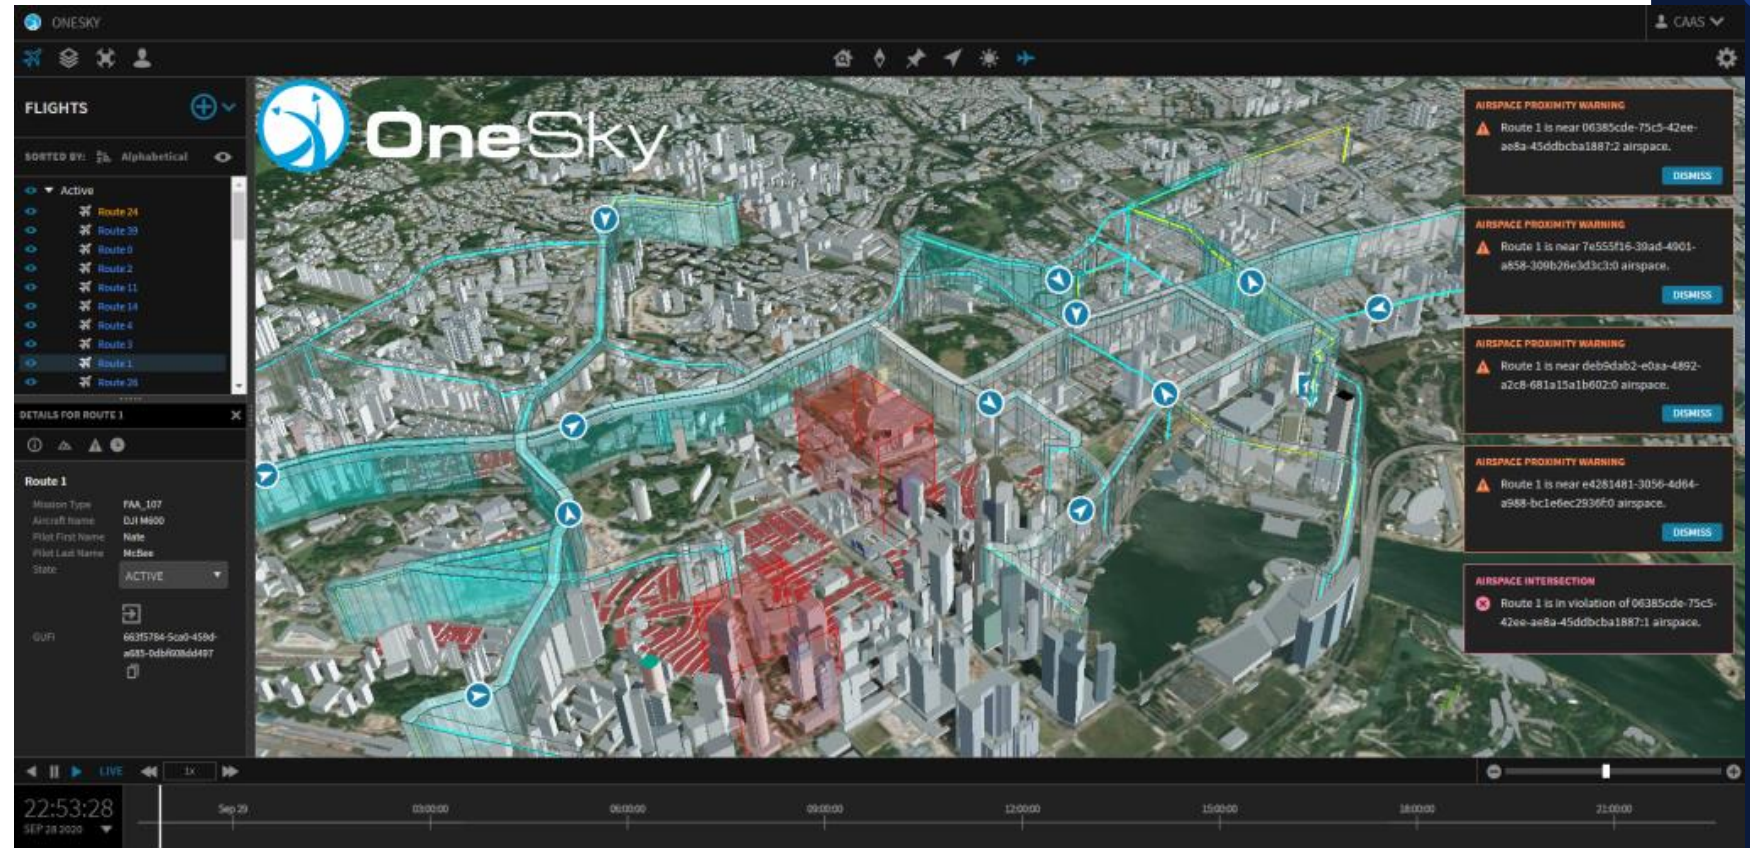 ONESKY
CAAS
FLIGHTS
SORTED BY: Alphabetical
Active
Route 24
Route 39
Route 0
Route 2
Route 11
Route 14
Route 4
Route 3
Route 1
Route 26
DETAILS FOR ROUTE 1
Route 1
Mission Type FAA_107
Aircraft Name DJI M600
Pilot First Name Nate
Pilot Last Name McBee
State ACTIVE
GUFI
OneSky
AIRSPACE PROXIMITY WARNING
Route 1 is near 06385cde-75c5-42ee-
ae8a-45ddbcba1887:2 airspace.
DISMISS
AIRSPACE PROXIMITY WARNING
Route 1 is near 7e555f16-39ad-4901-
a858-309b26e3d3c3:0 airspace.
DISMISS
AIRSPACE PROXIMITY WARNING
Route 1 is near deb9dab2-e0aa-4892-
a2c8-681a15a1b602:0 airspace.
DISMISS
AIRSPACE PROXIMITY WARNING
Route 1 is near e4281481-3056-4d64-
a988-bc1e6ec2936f:0 airspace.
DISMISS
AIRSPACE INTERSECTION
Route 1 is in violation of 06385cde-75c5-
42ee-ae8a-45ddbcba1887:1 airspace.
LIVE 1x
22:53:28
SEP 28 2020
Sep 29 03:00:00 06:00:00 09:00:00 12:00:00 15:00:00 18:00:00 21:00:00